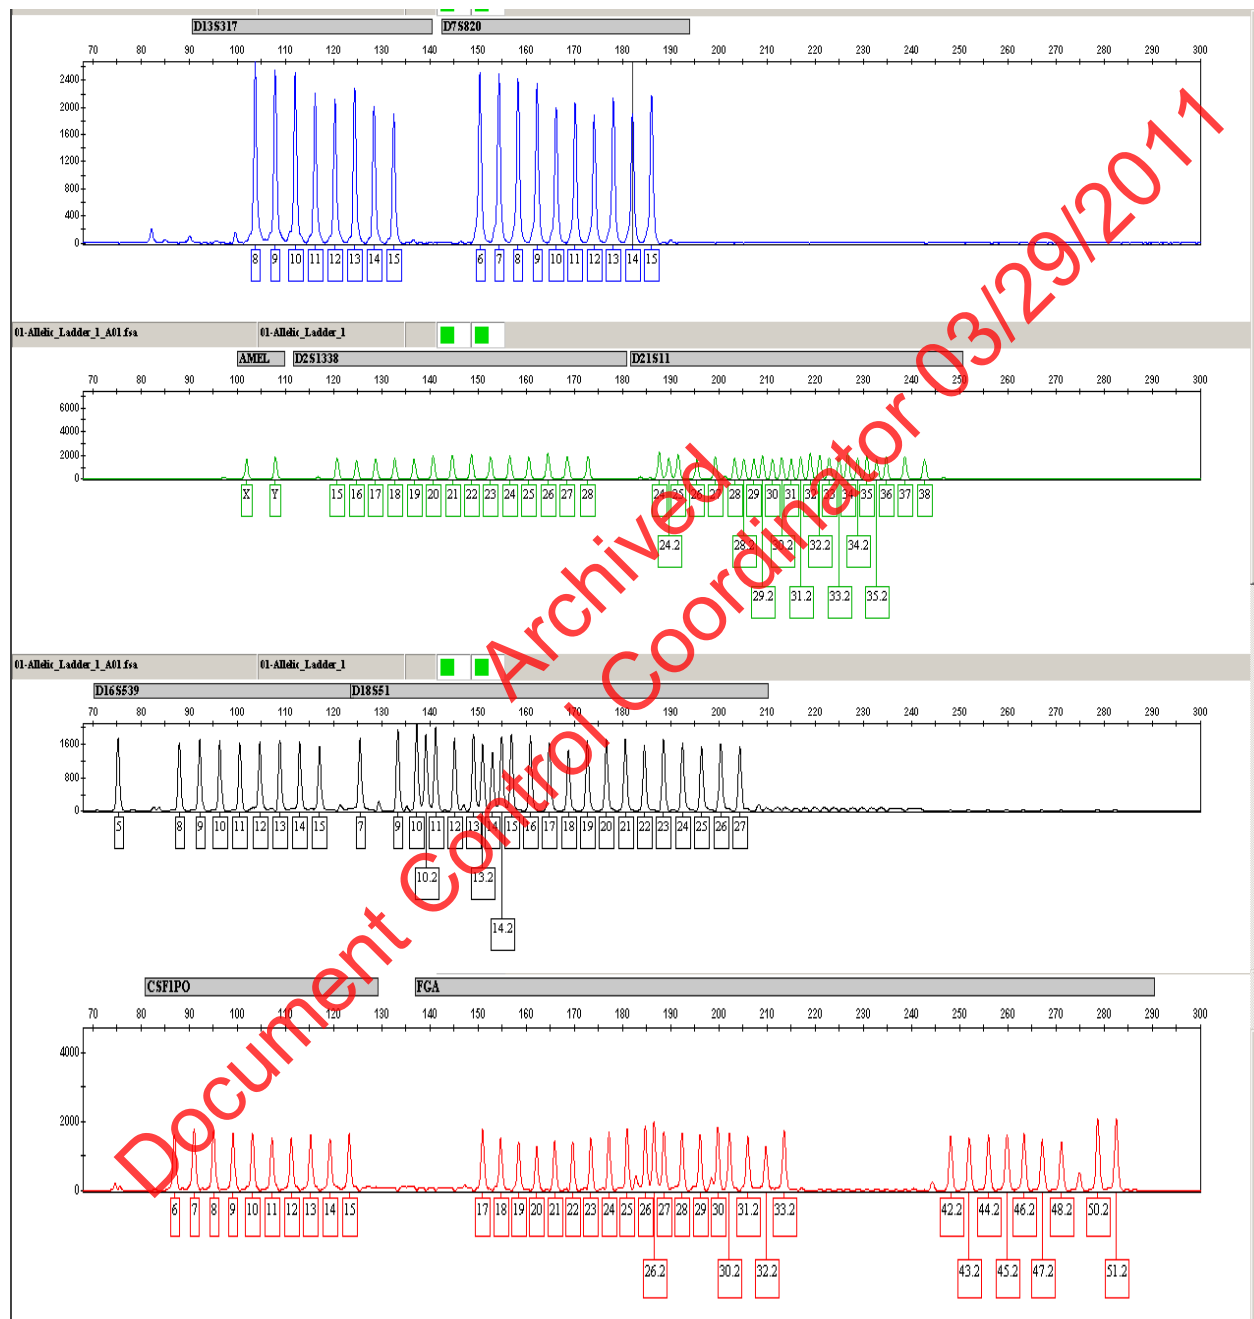 D13S317 D7S820
70 80 90 100 110 120 130 140 150 160 170 180 190 200 210 220 230 240 250 260 270 280 290 300
2400
2000
1600
1200
800
400
0
8 9 10 11 12 13 14 15 6 7 8 9 10 11 12 13 14 15
01-Allelic_Ladder_1_A01.fsa 01-Allelic_Ladder_1
AMEL D2S1338 D21S11
70 80 90 100 110 120 130 140 150 160 170 180 190 200 210 220 230 240 250 260 270 280 290 300
6000
4000
2000
0
X Y 15 16 17 18 19 20 21 22 23 24 25 26 27 28 24 25 26 27 28 29 30 31 32 33 34 35 36 37 38
24.2 28.2 30.2 32.2 34.2
29.2 31.2 33.2 35.2
01-Allelic_Ladder_1_A01.fsa 01-Allelic_Ladder_1
D16S539 D18S51
70 80 90 100 110 120 130 140 150 160 170 180 190 200 210 220 230 240 250 260 270 280 290 300
1600
800
0
5 8 9 10 11 12 13 14 15 7 9 10 11 12 13 14 15 16 17 18 19 20 21 22 23 24 25 26 27
10.2 13.2
14.2
CSF1PO FGA
70 80 90 100 110 120 130 140 150 160 170 180 190 200 210 220 230 240 250 260 270 280 290 300
4000
2000
0
6 7 8 9 10 11 12 13 14 15 17 18 19 20 21 22 23 24 25 26 27 28 29 30 31.2 33.2 42.2 44.2 46.2 48.2 50.2
26.2 30.2 32.2 43.2 45.2 47.2 51.2
Archived
Document Control Coordinator 03/29/2011